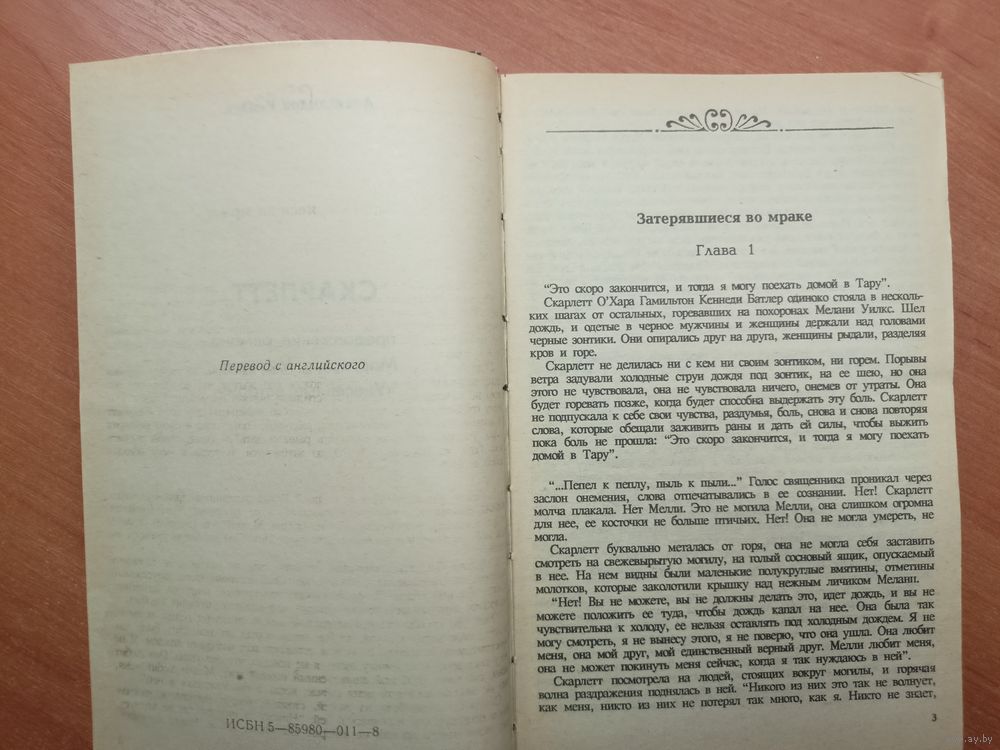 Перевод с английского
ИСБН 5—85980—011—8
Затерявшиеся во мраке
Глава 1
“Это скоро закончится, и тогда я могу поехать домой в Тару”.
Скарлетт О’Хара Гамильтон Кеннеди Батлер одиноко стояла в несколь-
ких шагах от остальных, горевавших на похоронах Мелани Уилкс. Шел
дождь, и одетые в черное мужчины и женщины держали над головами
черные зонтики. Они опирались друг на друга, женщины рыдали, разделяя
кров и горе.
Скарлетт не делилась ни с кем ни своим зонтиком, ни горем. Порывы
ветра задували холодные струи дождя под зонтик, на ее шею, но она
этого не чувствовала, она не чувствовала ничего, онемев от утраты. Она
будет горевать позже, когда будет способна выдержать эту боль. Скарлетт
не подпускала к себе свои чувства, раздумья, боль, снова и снова повторяя
слова, которые обещали заживить раны и дать ей силы, чтобы выжить
пока боль не прошла: “Это скоро закончится, и тогда я могу поехать
домой в Тару”.
“...Пепел к пеплу, пыль к пыли...” Голос священника проникал через
заслон онемения, слова отпечатывались в ее сознании. Нет! Скарлетт
молча плакала. Нет Мелли. Это не могила Мелли, она слишком огромна
для нее, ее косточки не больше птичьих. Нет! Она не могла умереть, не
могла.
Скарлетт буквально металась от горя, она не могла себя заставить
смотреть на свежевырытую могилу, на голый сосновый ящик, опускаемый
в нее. На нем видны были маленькие полукруглые вмятины, отметины
молотков, которые заколотили крышку над нежным личиком Мелани.
“Нет! Вы не можете, вы не должны делать это, идет дождь, и вы не
можете положить ее туда, чтобы дождь капал на нее. Она была так
чувствительна к холоду, ее нельзя оставлять под холодным дождем. Я не
могу смотреть, я не вынесу этого, я не поверю, что она ушла. Она любит
меня, она мой друг, мой единственный верный друг. Мелли любит меня,
она не может покинуть меня сейчас, когда я так нуждаюсь в ней”.
Скарлетт посмотрела на людей, стоящих вокруг могилы, и горячая
волна раздражения поднялась в ней. “Никого из них это так не волнует,
как меня, никто из них не потерял так много, как я. Никто не знает,
3
www.ay.by